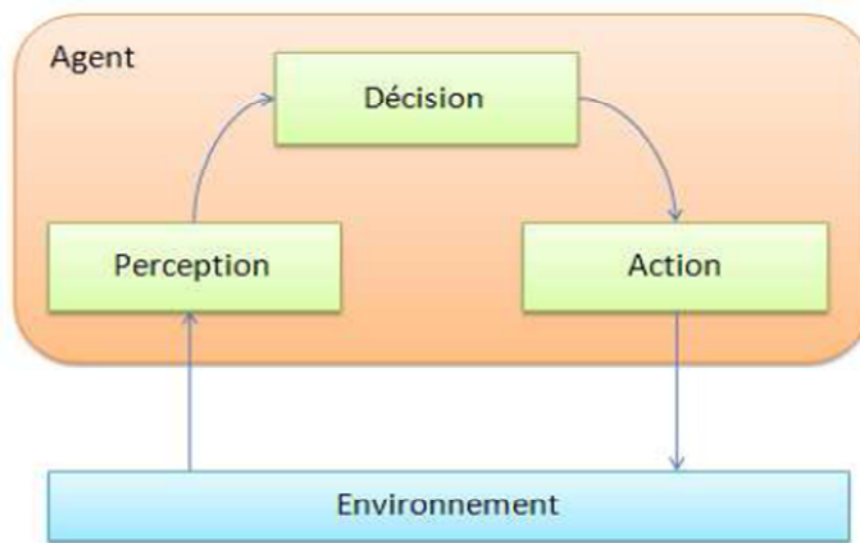 Agent
Décision
Perception
Action
Environnement